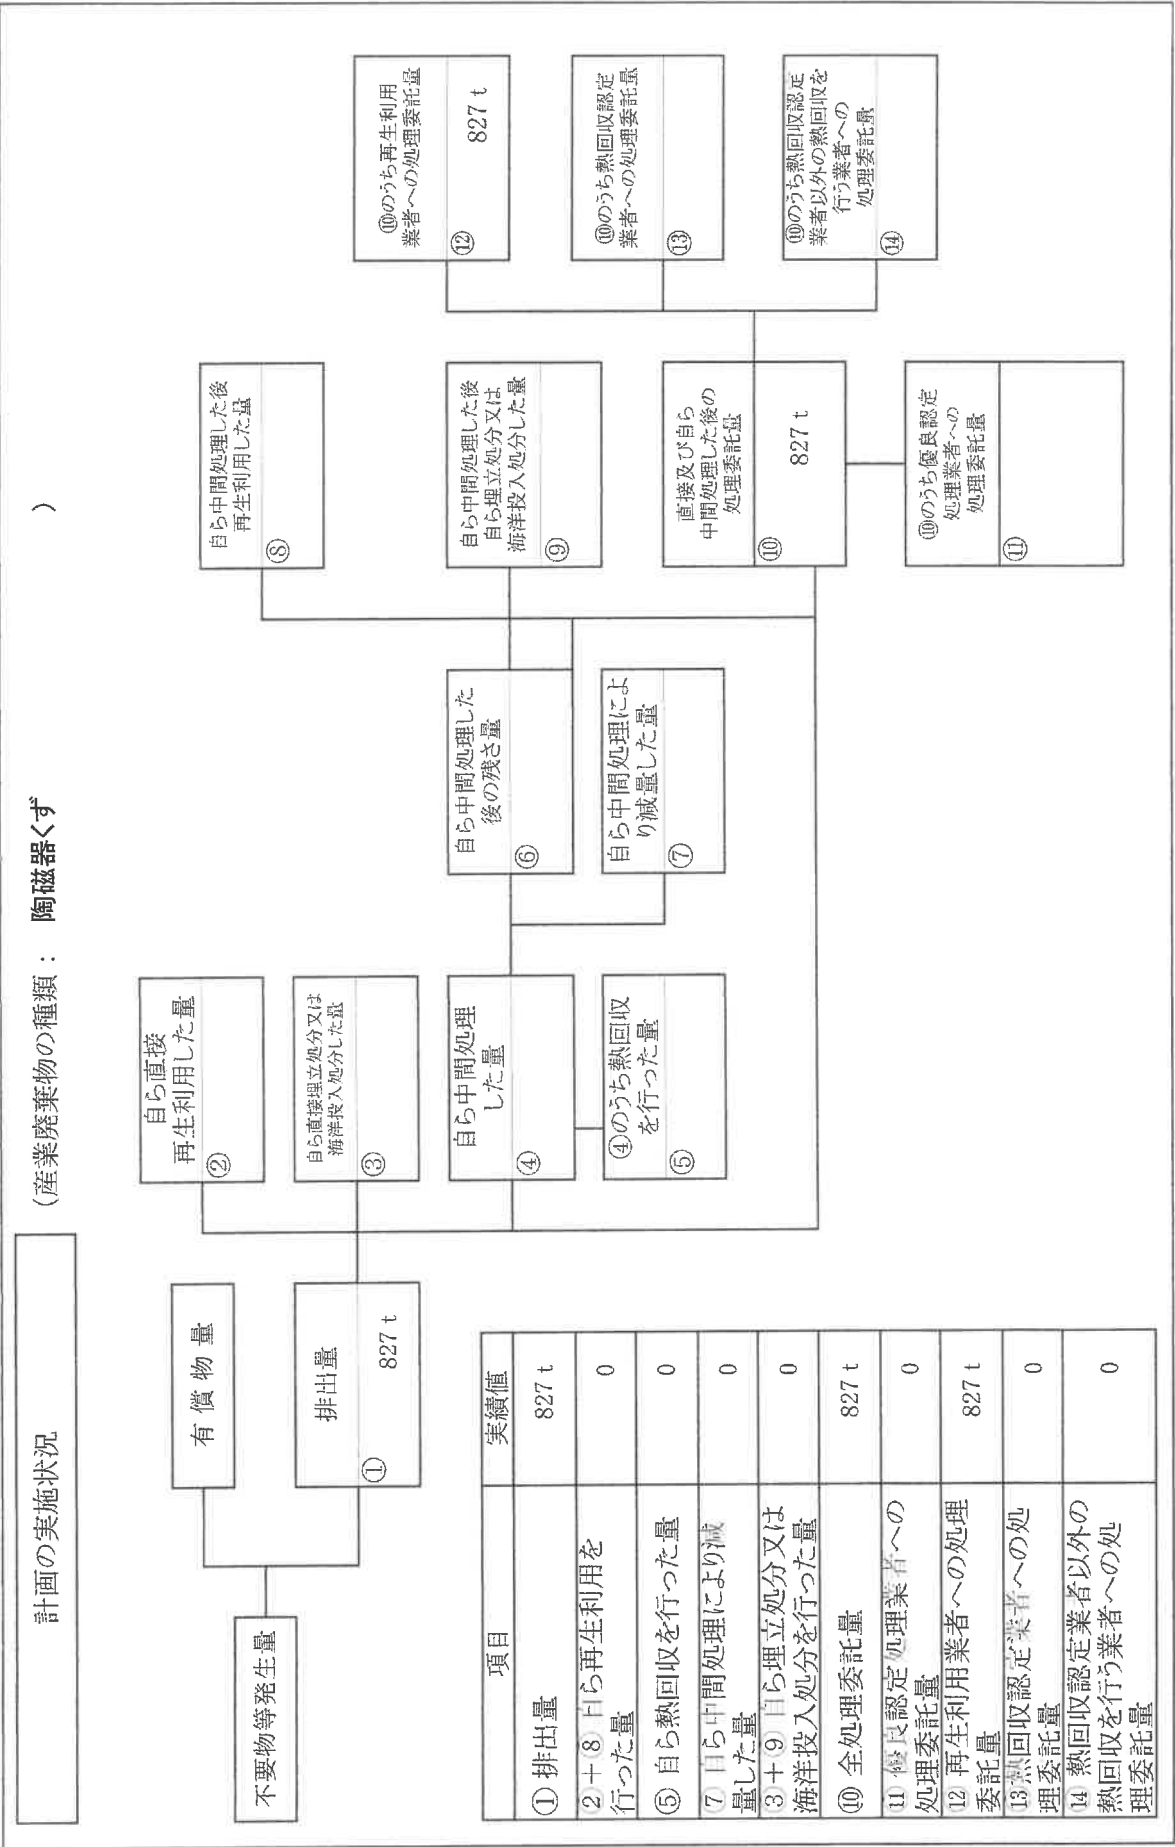 計画の実施状況
(産業廃棄物の種類： 陶磁器くず )
不要物等発生量
有償物量
排出量
① 827 t
自ら直接
再生利用した量
②
自ら直接埋立処分又は
海洋投入処分した量
③
自ら中間処理
した量
④
④のうち熱回収
を行った量
⑤
自ら中間処理した
後の残さ量
⑥
自ら中間処理によ
り減量した量
⑦
自ら中間処理した後
再生利用した量
⑧
自ら中間処理した後
自ら埋立処分又は
海洋投入処分した量
⑨
直接及び自ら
中間処理した後の
処理委託量
⑩ 827 t
⑩のうち優良認定
処理業者への
処理委託量
⑪
⑩のうち再生利用
業者への処理委託量
⑫ 827 t
⑩のうち熱回収認定
業者への処理委託量
⑬
⑩のうち熱回収認定
業者以外の熱回収を
行う業者への
処理委託量
⑭
項目 実績値
① 排出量 827 t
②+⑧ 自ら再生利用を
行った量 0
⑤ 自ら熱回収を行った量 0
⑦ 自ら中間処理により減
量した量 0
③+⑨ 自ら埋立処分又は
海洋投入処分を行った量 0
⑩ 全処理委託量 827 t
⑪ 優良認定処理業者への
処理委託量 0
⑫ 再生利用業者への処理
委託量 827 t
⑬ 熱回収認定業者への処
理委託量 0
⑭ 熱回収認定業者以外の
熱回収を行う業者への処
理委託量 0